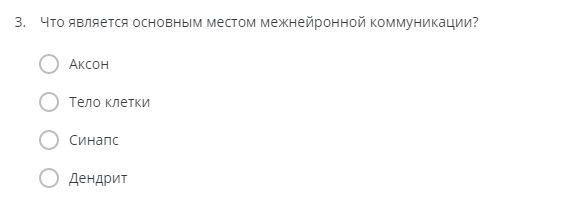 3. Что является основным местом межнейронной коммуникации?
Аксон
Тело клетки
Синапс
Дендрит